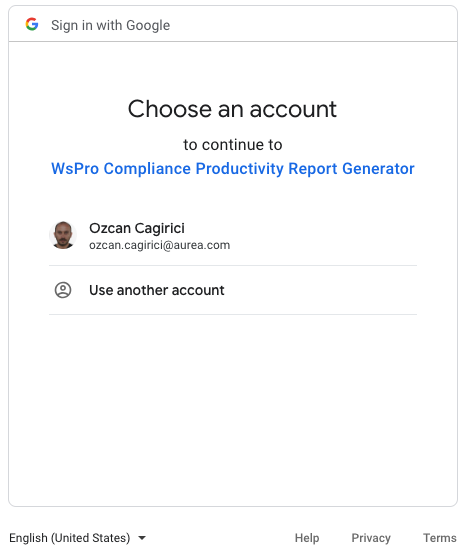 Sign in with Google
Choose an account
to continue to
WsPro Compliance Productivity Report Generator
Ozcan Cagirici
ozcan.cagirici@aurea.com
Use another account
English (United States)
Help
Privacy
Terms